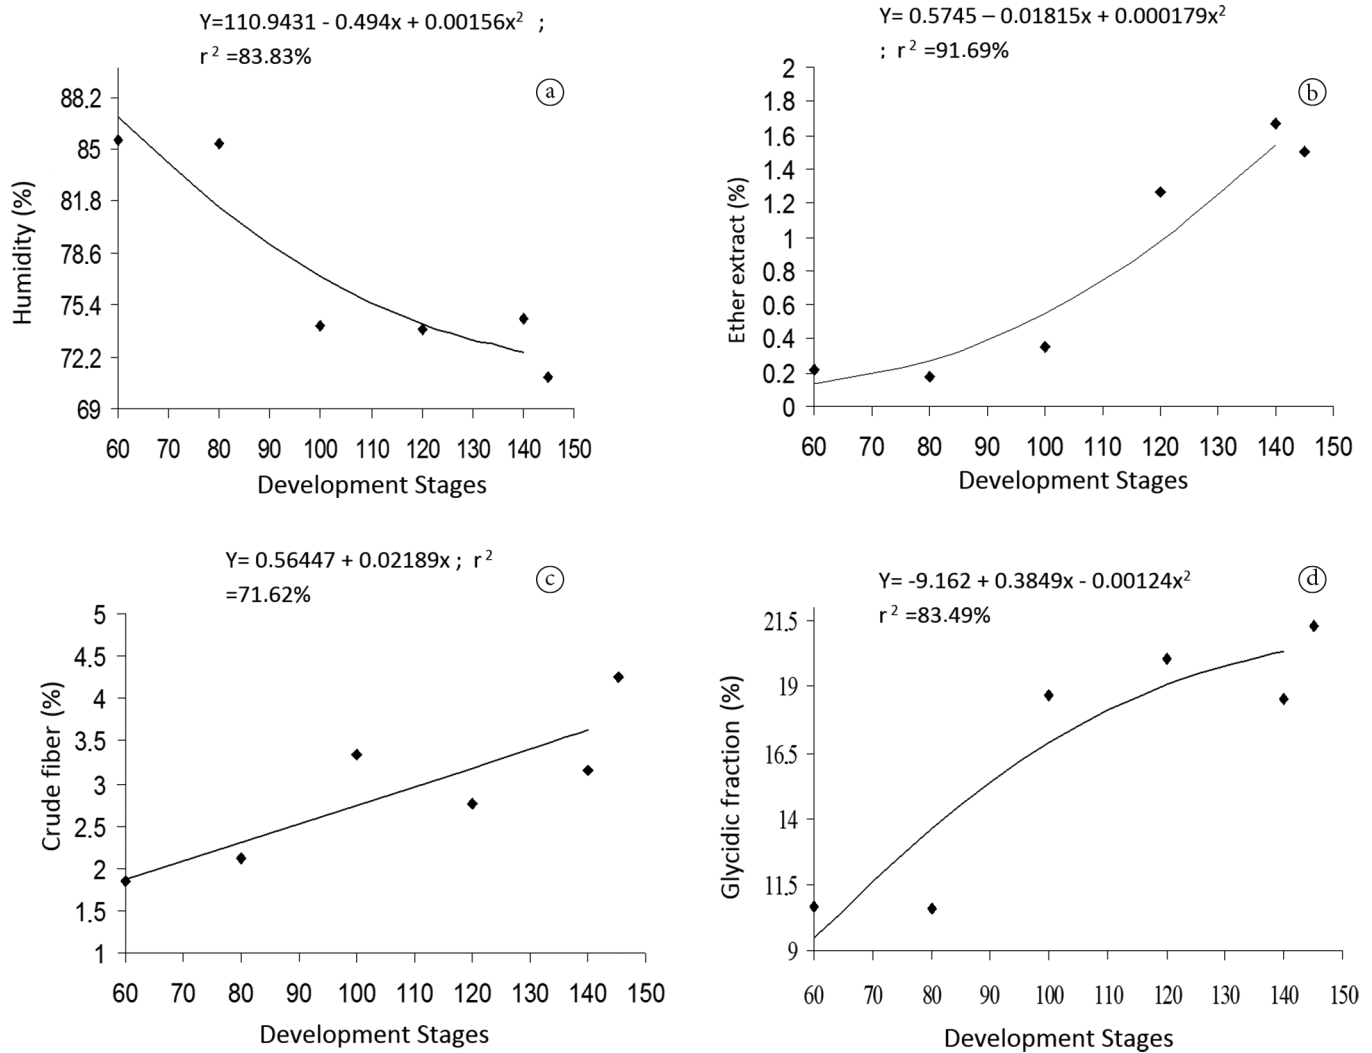 Y=110.9431 - 0.494x + 0.00156x² ;
r² =83.83%
ⓐ
Humidity (%)
88.2
85
81.8
78.6
75.4
72.2
69
60 70 80 90 100 110 120 130 140 150
Development Stages
Y= 0.5745 – 0.01815x + 0.000179x²
; r² =91.69%
ⓑ
Ether extract (%)
2
1.8
1.6
1.4
1.2
1
0.8
0.6
0.4
0.2
0
60 70 80 90 100 110 120 130 140 150
Development Stages
Y= 0.56447 + 0.02189x ; r²
=71.62%
ⓒ
Crude fiber (%)
5
4.5
4
3.5
3
2.5
2
1.5
1
60 70 80 90 100 110 120 130 140 150
Development Stages
Y= -9.162 + 0.3849x - 0.00124x²
r² =83.49%
ⓓ
Glycidic fraction (%)
21.5
19
16.5
14
11.5
9
60 70 80 90 100 110 120 130 140 150
Development Stages